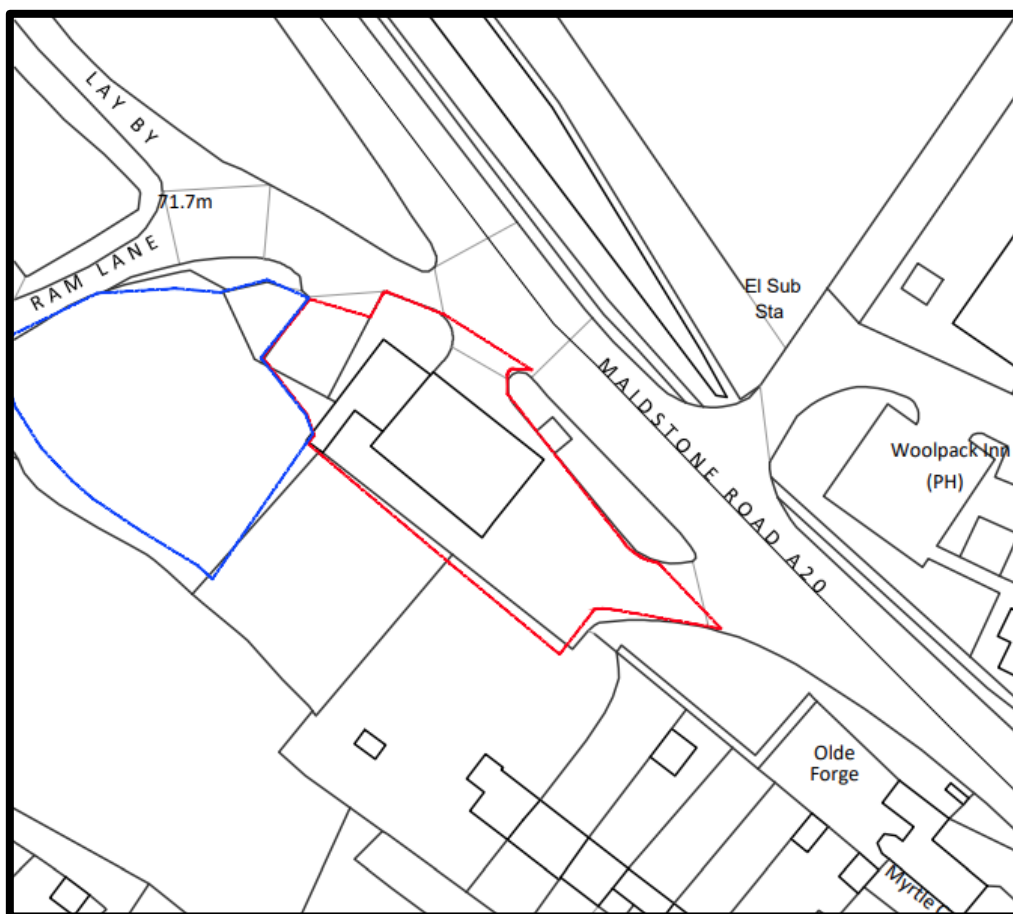 LAY BY
71.7m
RAM LANE
El Sub
Sta
MAIDSTONE ROAD A20
Woolpack Inn
(PH)
Olde
Forge
Myrtle